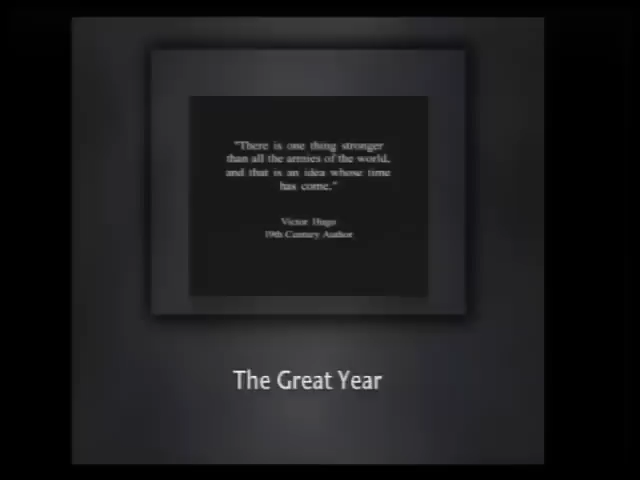 "There is one thing stronger
than all the armies of the world,
and that is an idea whose time
has come."
Victor Hugo
19th Century Author
The Great Year